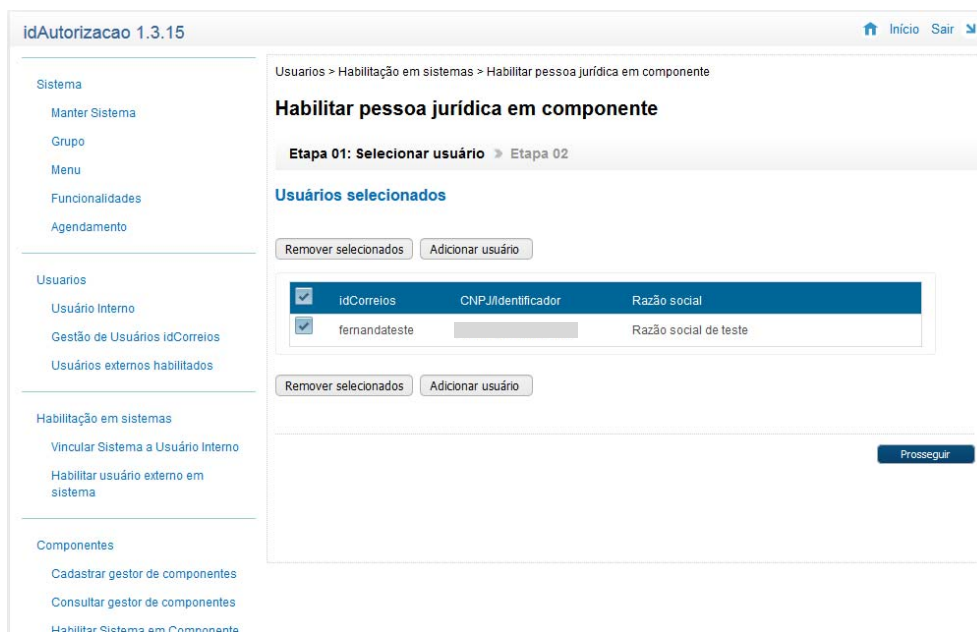 idAutorizacao 1.3.15
Início Sair
Sistema
Manter Sistema
Grupo
Menu
Funcionalidades
Agendamento
Usuarios
Usuário Interno
Gestão de Usuários idCorreios
Usuários externos habilitados
Habilitação em sistemas
Vincular Sistema a Usuário Interno
Habilitar usuário externo em
sistema
Componentes
Cadastrar gestor de componentes
Consultar gestor de componentes
Habilitar Sistema em Componente
Usuarios > Habilitação em sistemas > Habilitar pessoa jurídica em componente
Habilitar pessoa jurídica em componente
Etapa 01: Selecionar usuário » Etapa 02
Usuários selecionados
Remover selecionados Adicionar usuário
idCorreios CNPJ/Identificador Razão social
fernandateste Razão social de teste
Remover selecionados Adicionar usuário
Prosseguir